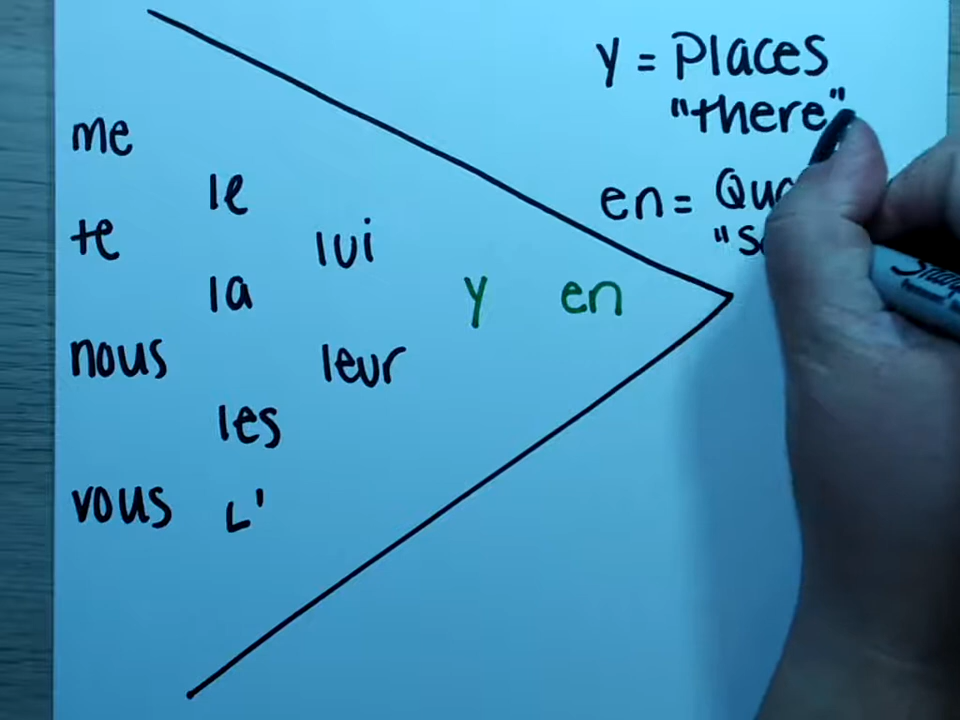 y = Places
"there"
en =
me
te
nous
vous
le
la
les
L'
lui
leur
y en